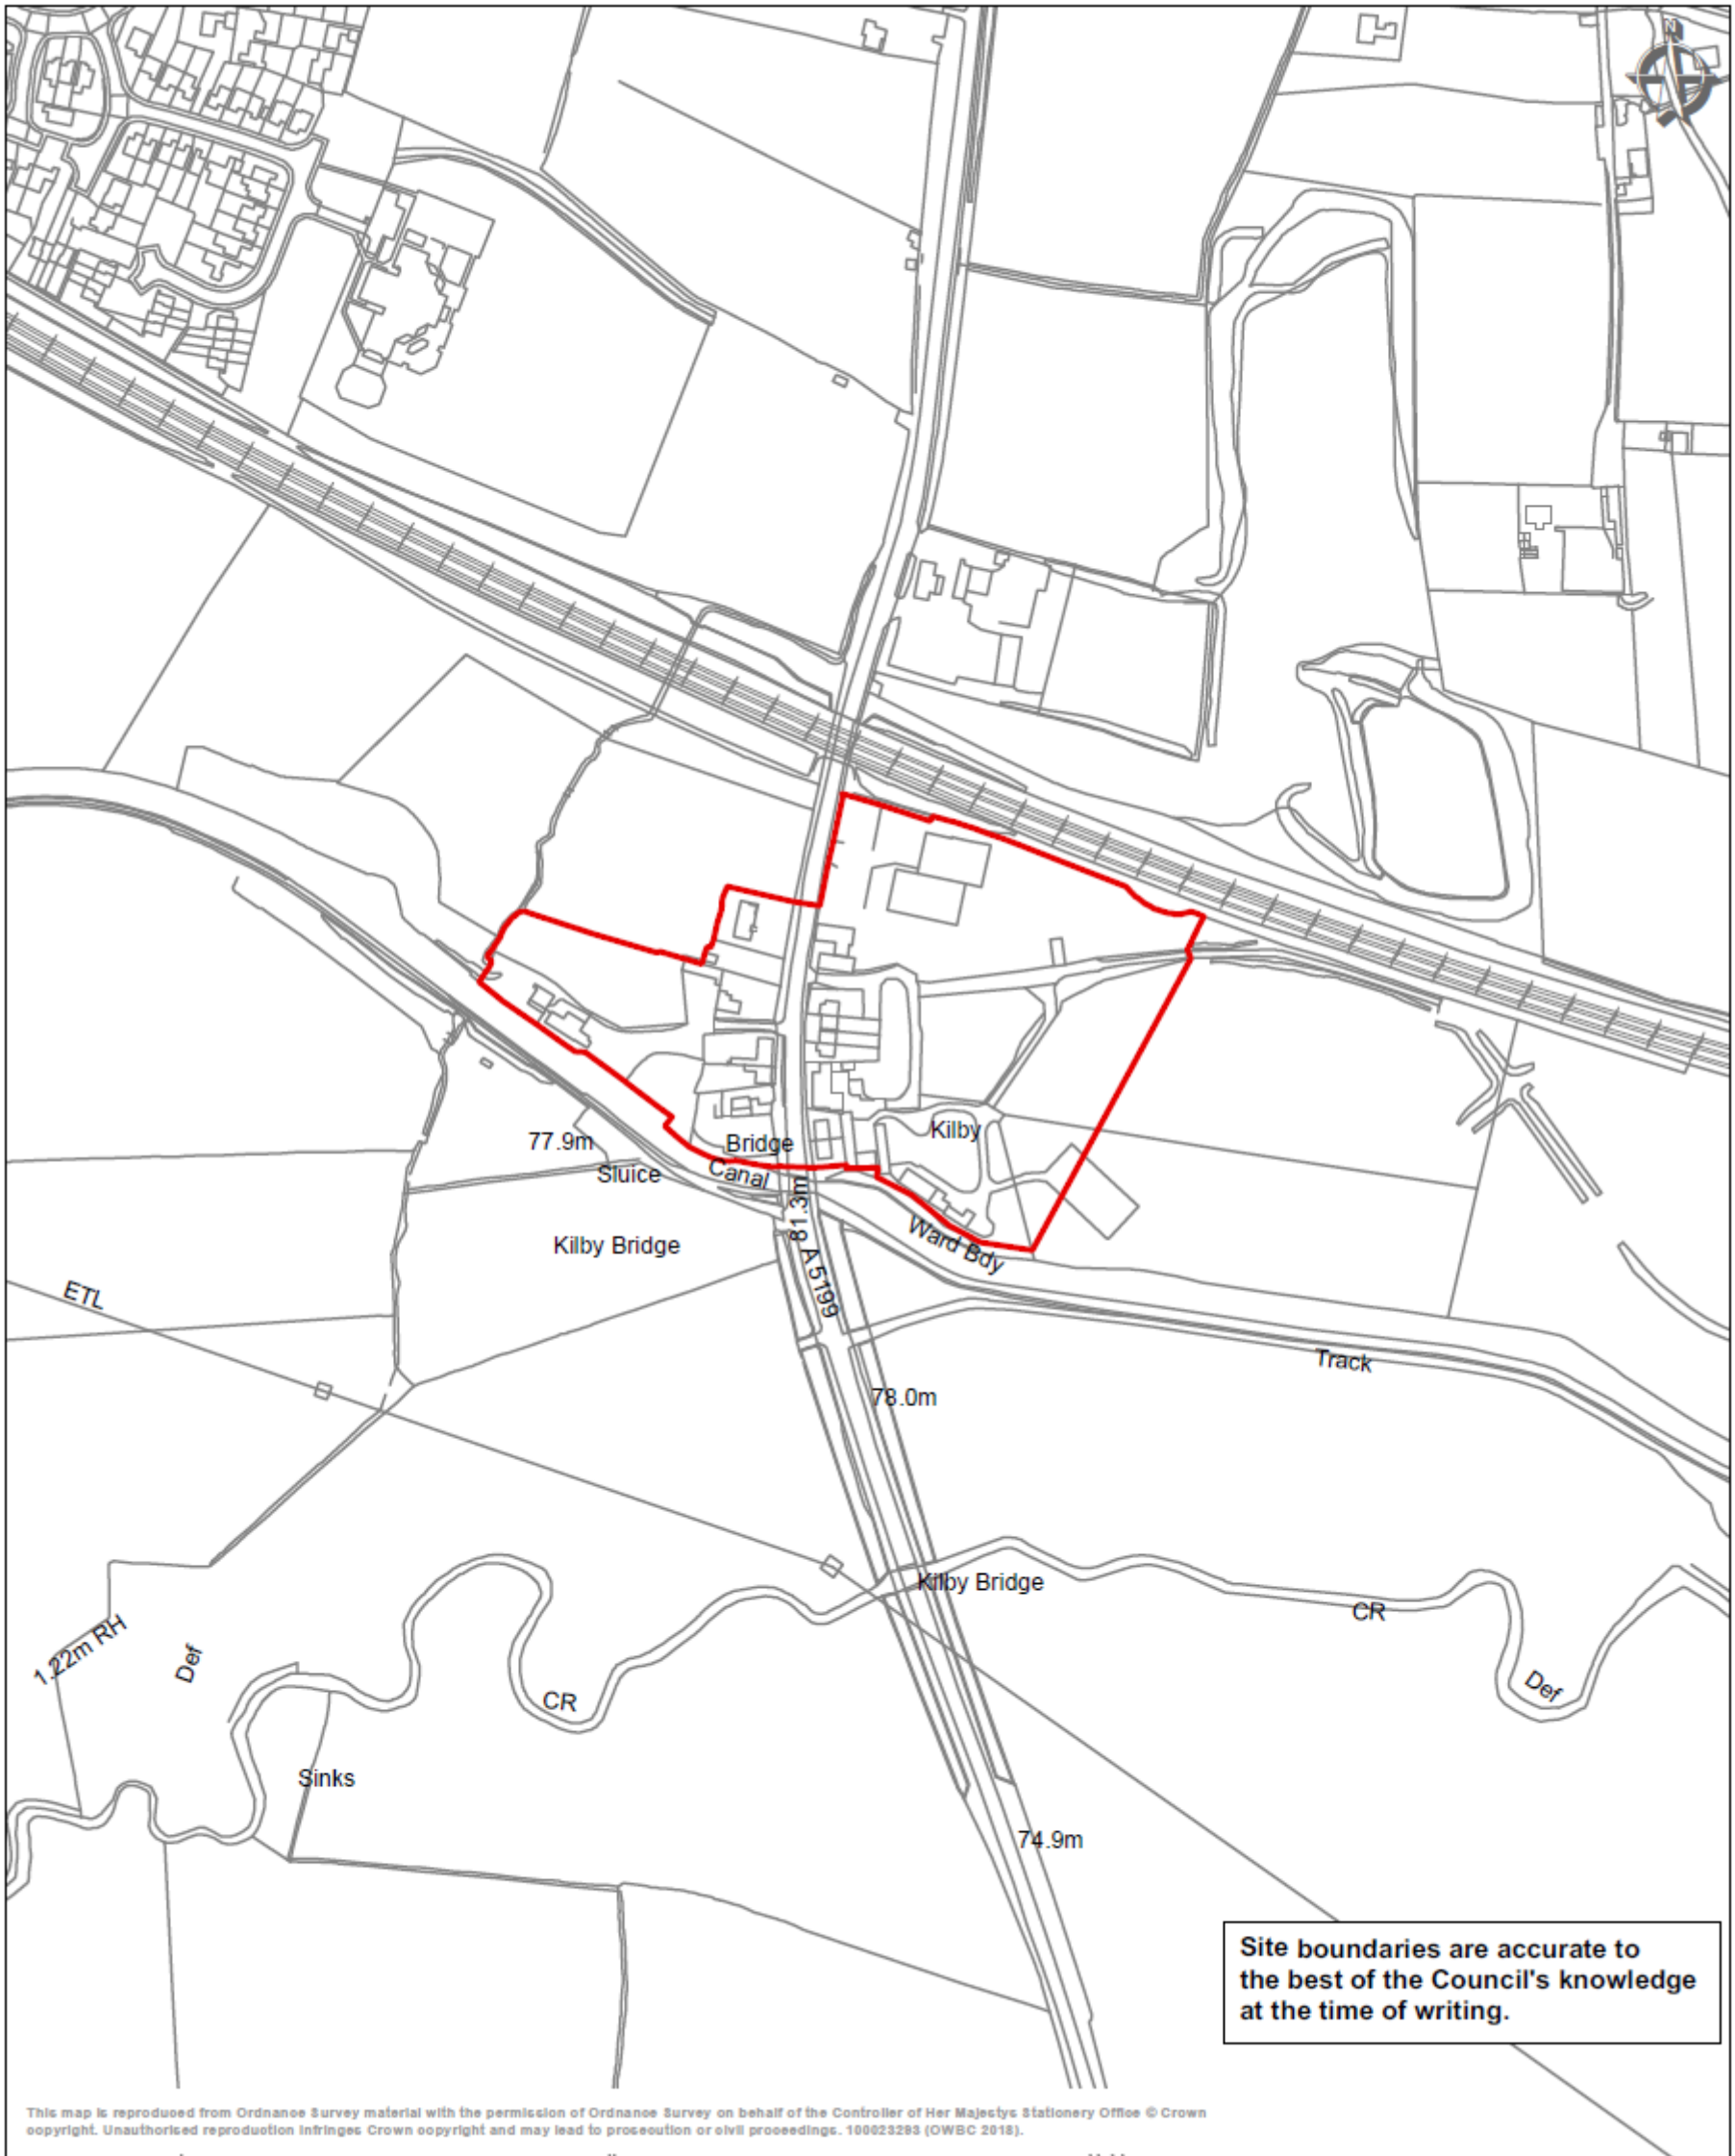 N
77.9m
Bridge
Kilby
Sluice
Canal
81.3m
Kilby Bridge
Ward Bdy
A 5199
ETL
Track
78.0m
Kilby Bridge
CR
1.22m RH
Def
CR
Def
Sinks
74.9m
Site boundaries are accurate to
the best of the Council's knowledge
at the time of writing.
This map is reproduced from Ordnance Survey material with the permission of Ordnance Survey on behalf of the Controller of Her Majestys Stationery Office © Crown
copyright. Unauthorised reproduction infringes Crown copyright and may lead to prosecution or civil proceedings. 100023293 (OWBC 2018).